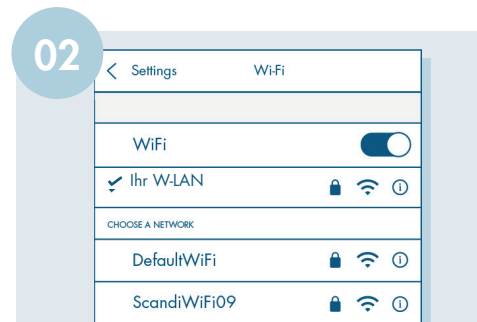 02
Settings Wi-Fi
WiFi
Ihr W-LAN
CHOOSE A NETWORK
DefaultWiFi
ScandiWiFi09